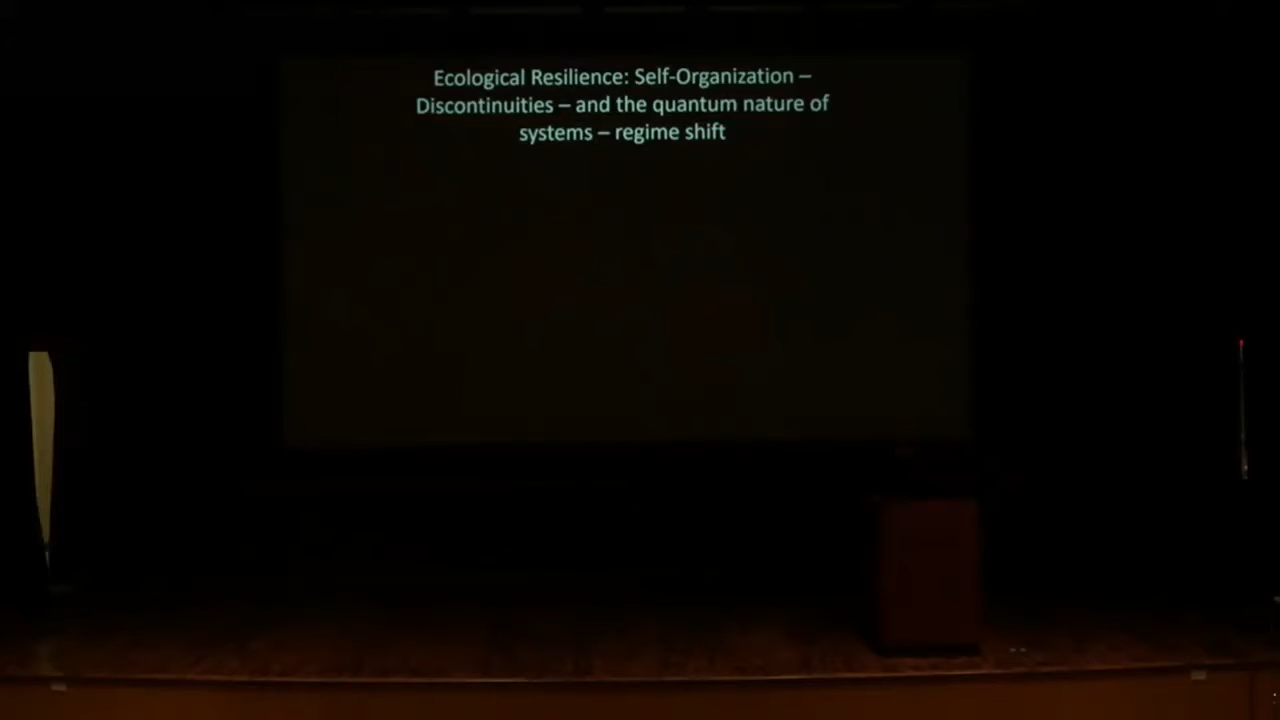 Ecological Resilience: Self-Organization –
Discontinuities – and the quantum nature of
systems – regime shift